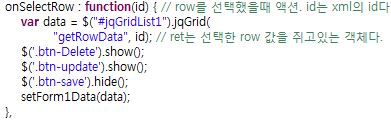 onSelectRow : function(id) { // row를 선택했을때 액션. id는 xml의 id다
var data = $("#jqGridList1").jqGrid(
"getRowData", id); // ret는 선택한 row 값을 쥐고있는 객체다.
$('.btn-Delete').show();
$('.btn-update').show();
$('.btn-save').hide();
setForm1Data(data);
},